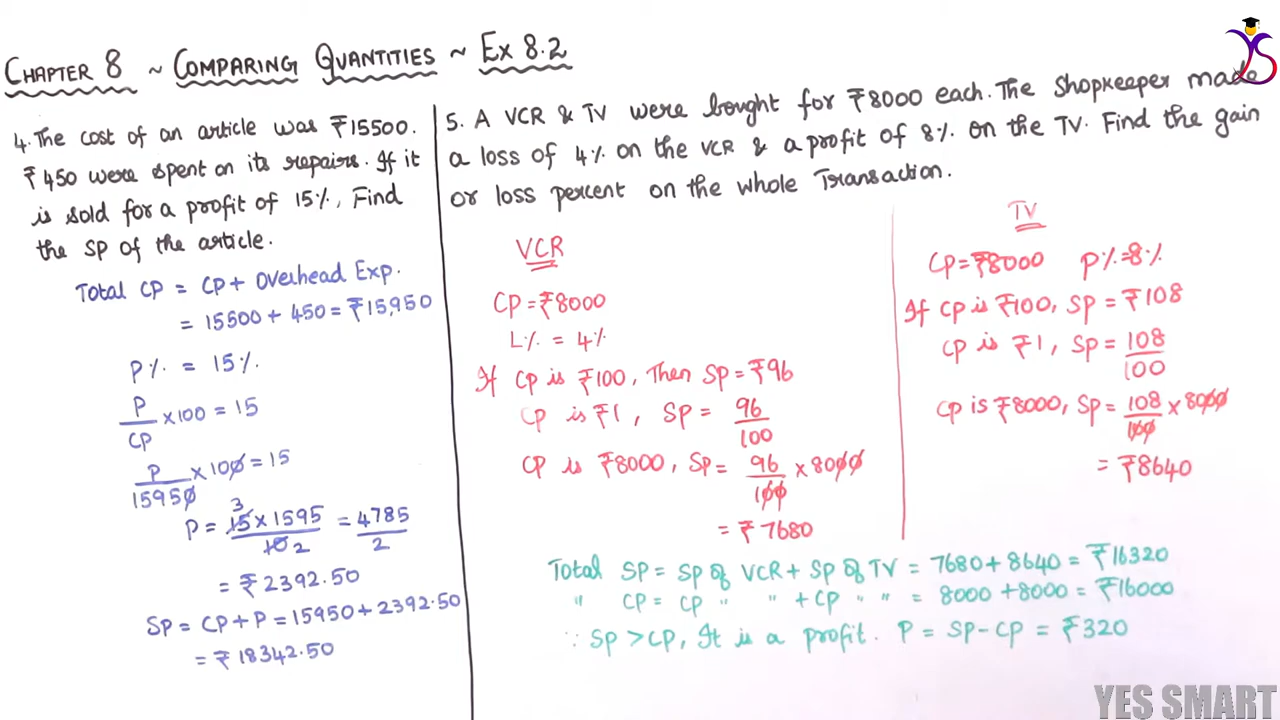 CHAPTER 8 ~ COMPARING QUANTITIES ~ Ex 8.2
4. The cost of an article was ₹15500.
₹450 were spent on its repairs. If it
is sold for a profit of 15%, Find
the SP of the article.
Total CP = CP + Overhead Exp.
= 15500 + 450 = ₹15,950
P% = 15%.
P/CP × 100 = 15
P/15950 × 100 = 15
P = 15 × 1595 / 10 = 4785/2
3
2
= ₹2392.50
SP = CP + P = 15950 + 2392.50
= ₹18342.50
5. A VCR & TV were bought for ₹8000 each. The Shopkeeper made
a loss of 4% on the VCR & a profit of 8% on the TV. Find the gain
or loss percent on the whole Transaction.
VCR
CP = ₹8000
L% = 4%
If CP is ₹100, Then SP = ₹96
CP is ₹1, SP = 96/100
CP is ₹8000, SP = 96/100 × 8000
= ₹7680
TV
CP = ₹8000 P% = 8%
If CP is ₹100, SP = ₹108
CP is ₹1, SP = 108/100
CP is ₹8000, SP = 108/100 × 8000
= ₹8640
Total SP = SP of VCR + SP of TV = 7680 + 8640 = ₹16320
" CP = CP " " + CP " " = 8000 + 8000 = ₹16000
∵ SP > CP, It is a profit. P = SP - CP = ₹320
YES SMART